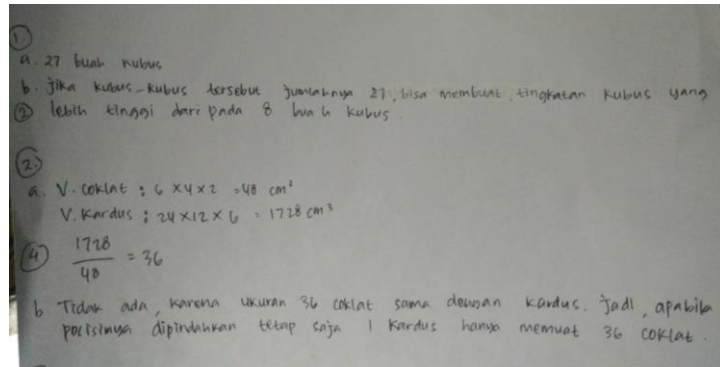 1.
a. 27 buah kubus
b. jika kubus-kubus tersebut jumlahnya 27, bisa membuat tingkatan kubus yang
② lebih tinggi dari pada 8 buah kubus.
2.
a. V. coklat : 6 x 4 x 2 = 48 cm²
V. kardus : 24 x 12 x 6 = 1728 cm³
④ 1728/48 = 36
b Tidak ada, karena ukuran 36 coklat sama dengan kardus. Jadi, apabila
posisinya dipindahkan tetap saja 1 kardus hanya memuat 36 coklat.